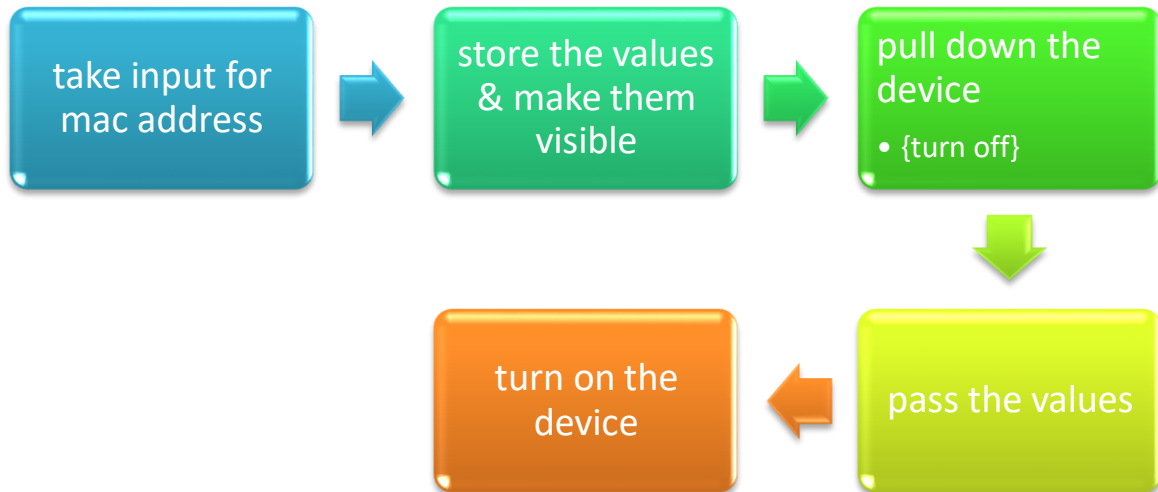 take input for
mac address
store the values
& make them
visible
pull down the
device
• {turn off}
pass the values
turn on the
device